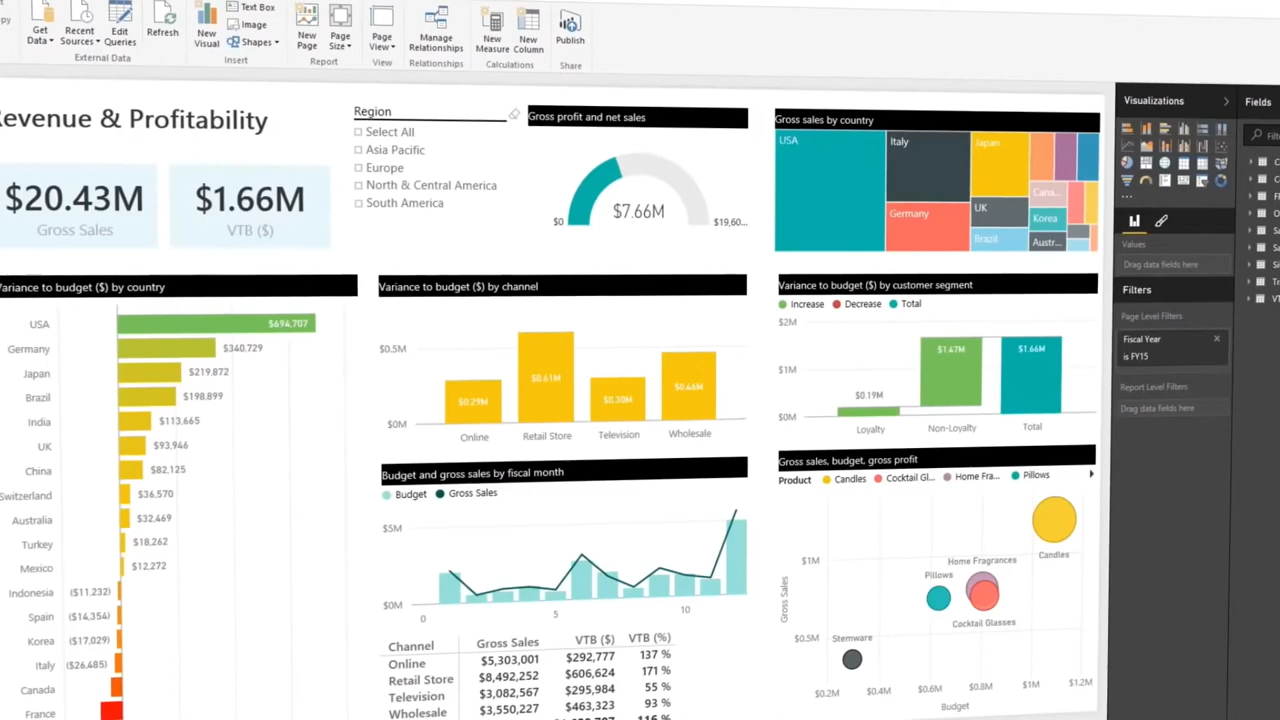 Get Data
Recent Sources
Edit Queries
Refresh
New Visual
Text Box
Image
Shapes
New Page
Page Size
Page View
Manage Relationships
New Measure
New Column
Publish
External Data
Insert
Report
View
Relationships
Calculations
Share
Revenue & Profitability
$20.43M
Gross Sales
$1.66M
VTB ($)
Region
Select All
Asia Pacific
Europe
North & Central America
South America
Gross profit and net sales
$7.66M
$0
$19,60...
Gross sales by country
USA
Italy
Germany
Japan
UK
Brazil
Cana...
Korea
Austr...
Variance to budget ($) by country
USA $694,707
Germany $340,729
Japan $219,872
Brazil $198,899
India $113,665
UK $93,946
China $82,125
Switzerland $36,570
Australia $32,469
Turkey $18,262
Mexico $12,272
Indonesia ($11,232)
Spain ($14,354)
Korea ($17,029)
Italy ($26,485)
Canada
France
Variance to budget ($) by channel
$0.5M
$0M
$0.29M
$0.61M
$0.30M
$0.46M
Online
Retail Store
Television
Wholesale
Variance to budget ($) by customer segment
Increase Decrease Total
$2M
$1M
$0M
$0.19M
$1.47M
$1.66M
Loyalty
Non-Loyalty
Total
Budget and gross sales by fiscal month
Budget Gross Sales
$5M
$0M
0 5 10
Channel Gross Sales VTB ($) VTB (%)
Online $5,303,001 $292,777 137 %
Retail Store $8,492,252 $606,624 171 %
Television $3,082,567 $295,984 55 %
Wholesale $3,550,227 $463,323 93 %
116 %
Gross sales, budget, gross profit
Product Candles Cocktail Gl... Home Fra... Pillows
$1M
$0.5M
Gross Sales
Candles
Home Fragrances
Pillows
Cocktail Glasses
Stemware
$0.2M $0.4M $0.6M $0.8M $1M $1.2M
Budget
Visualizations
Values
Drag data fields here
Filters
Page Level Filters
Fiscal Year
is FY15
Report Level Filters
Drag data fields here
Fields